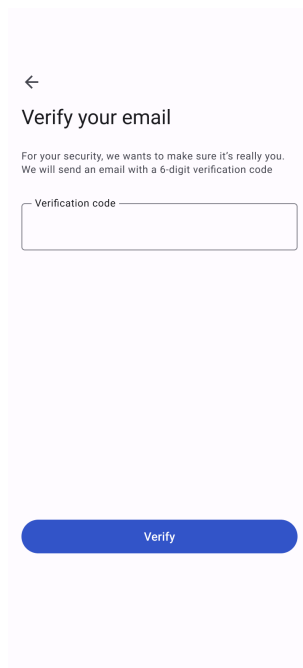 Verify your email
For your security, we wants to make sure it's really you.
We will send an email with a 6-digit verification code
Verification code
Verify